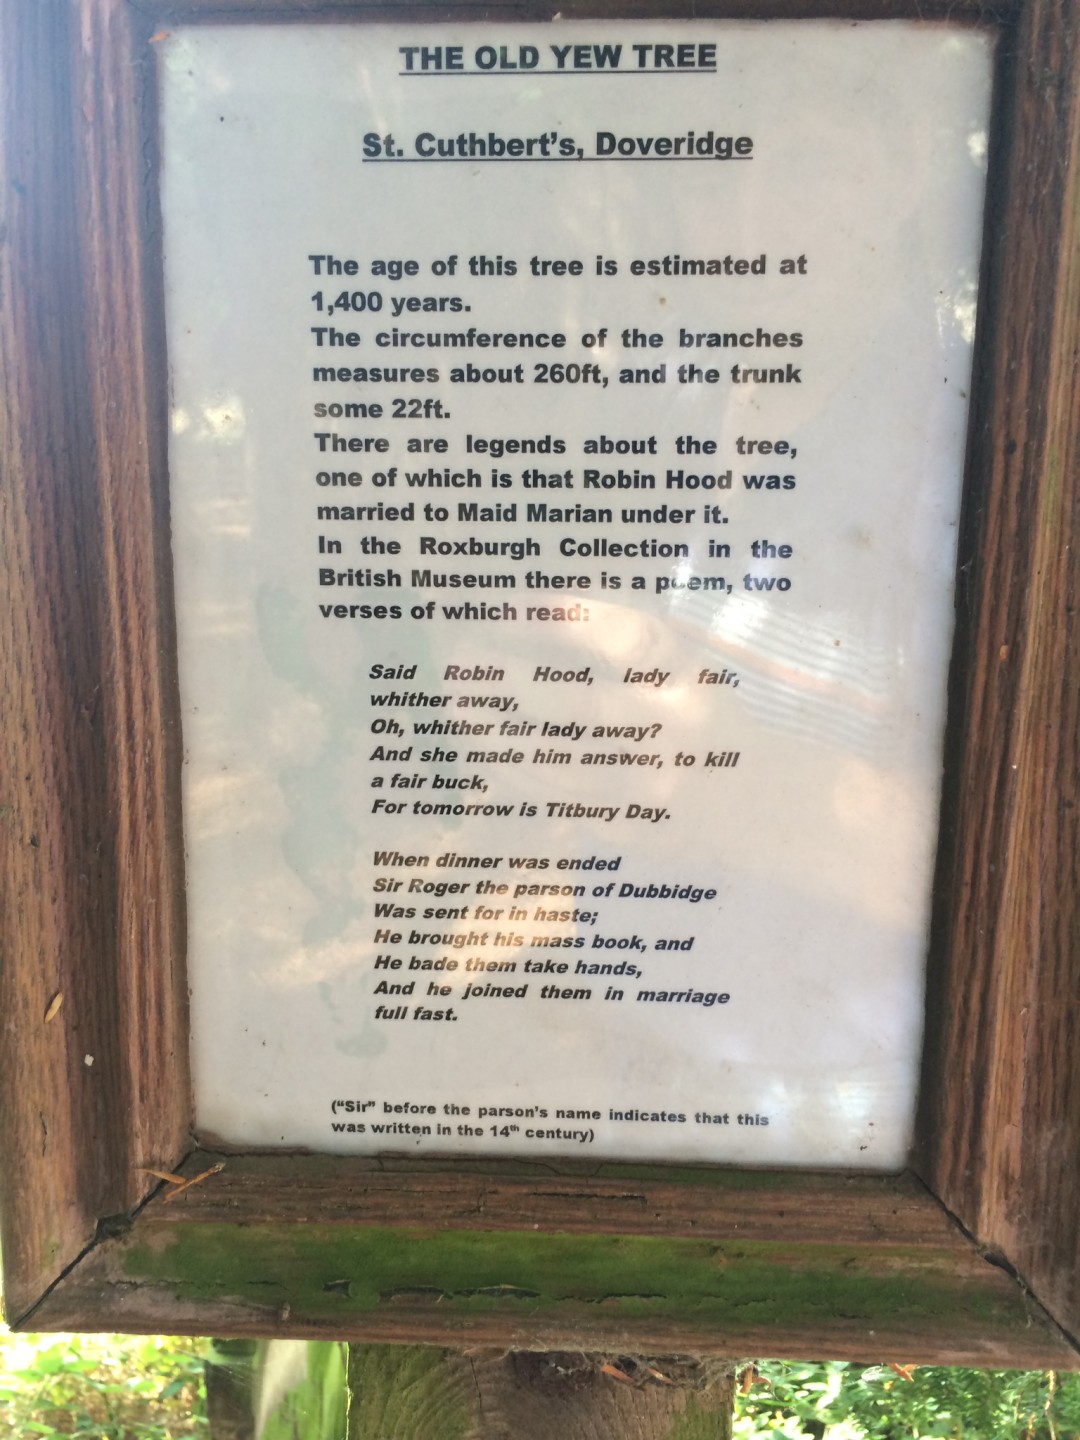 THE OLD YEW TREE
St. Cuthbert's, Doveridge
The age of this tree is estimated at
1,400 years.
The circumference of the branches
measures about 260ft, and the trunk
some 22ft.
There are legends about the tree,
one of which is that Robin Hood was
married to Maid Marian under it.
In the Roxburgh Collection in the
British Museum there is a poem, two
verses of which read:
Said Robin Hood, lady fair,
whither away,
Oh, whither fair lady away?
And she made him answer, to kill
a fair buck,
For tomorrow is Titbury Day.
When dinner was ended
Sir Roger the parson of Dubbidge
Was sent for in haste;
He brought his mass book, and
He bade them take hands,
And he joined them in marriage
full fast.
("Sir" before the parson's name indicates that this
was written in the 14th century)